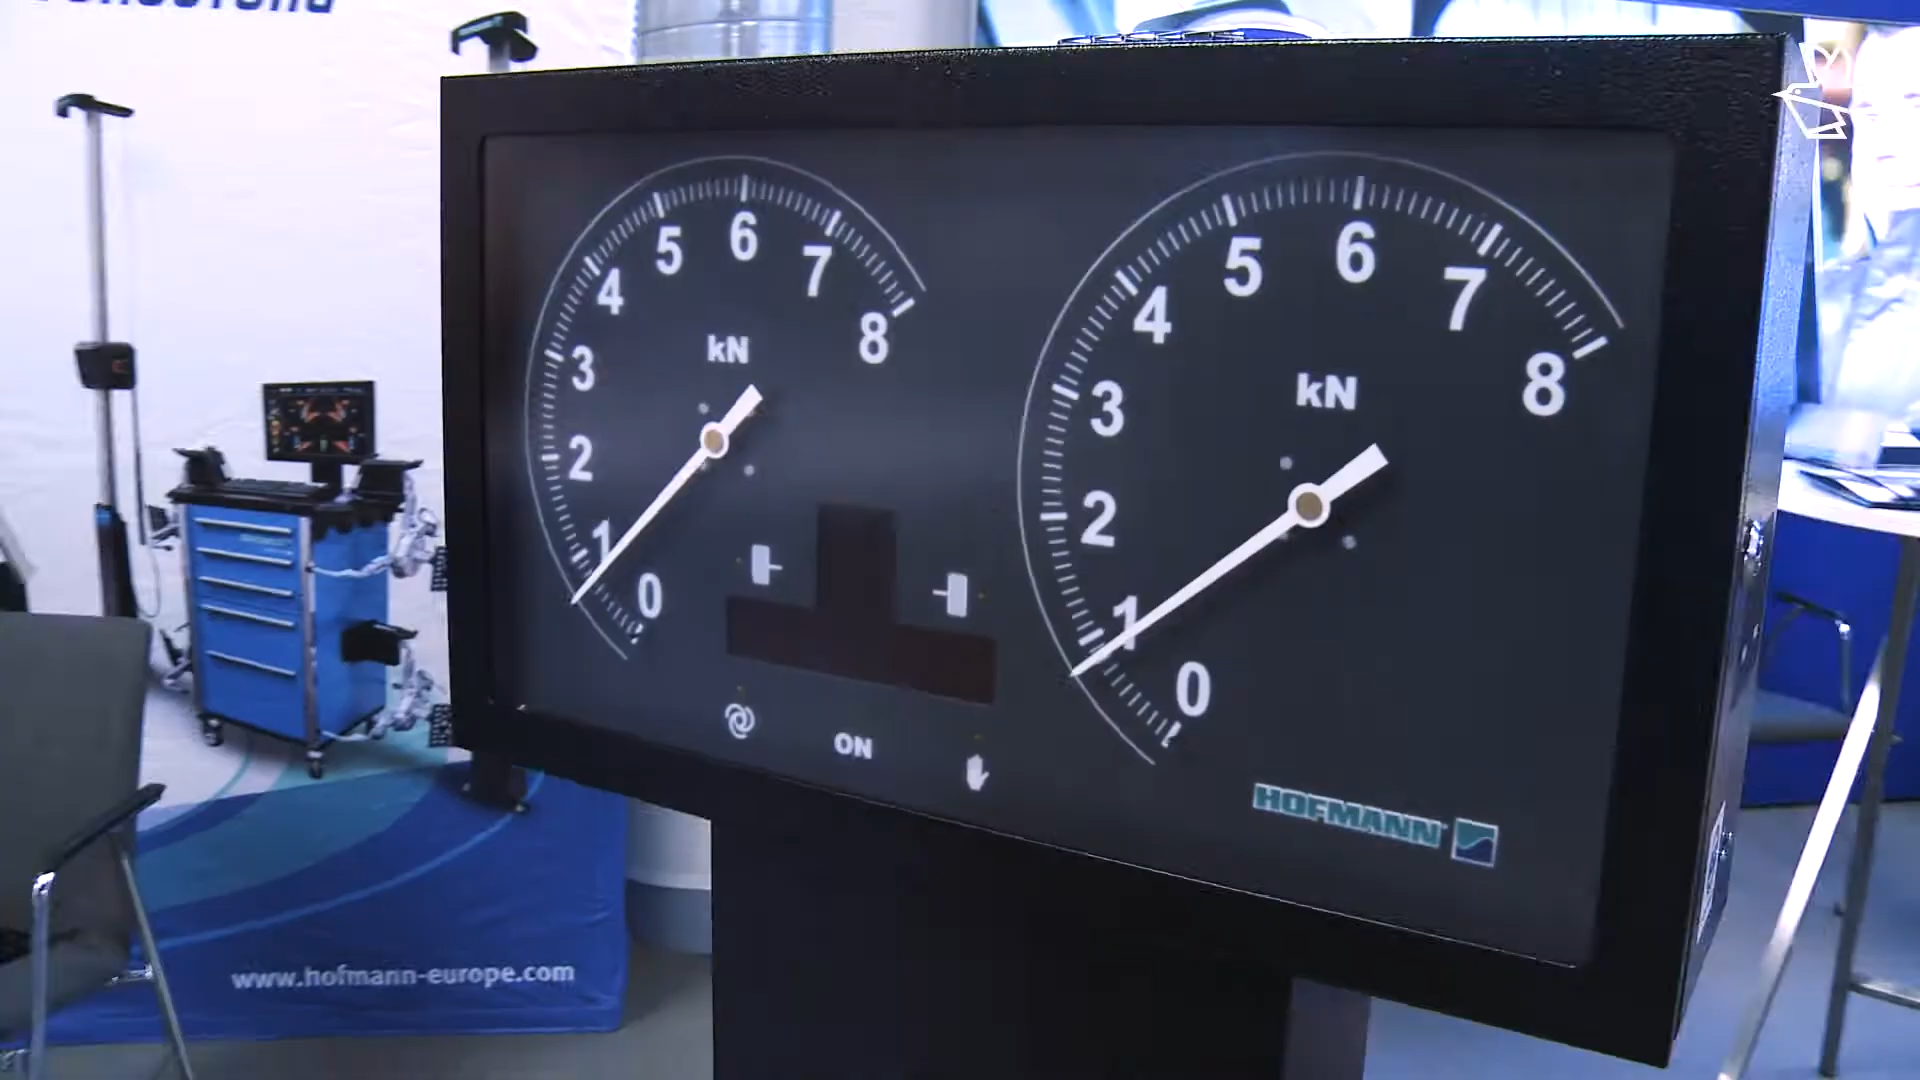 0 1 2 3 4 5 6 7 8
kN
0 1 2 3 4 5 6 7 8
kN
ON
HOFMANN
www.hofmann-europe.com